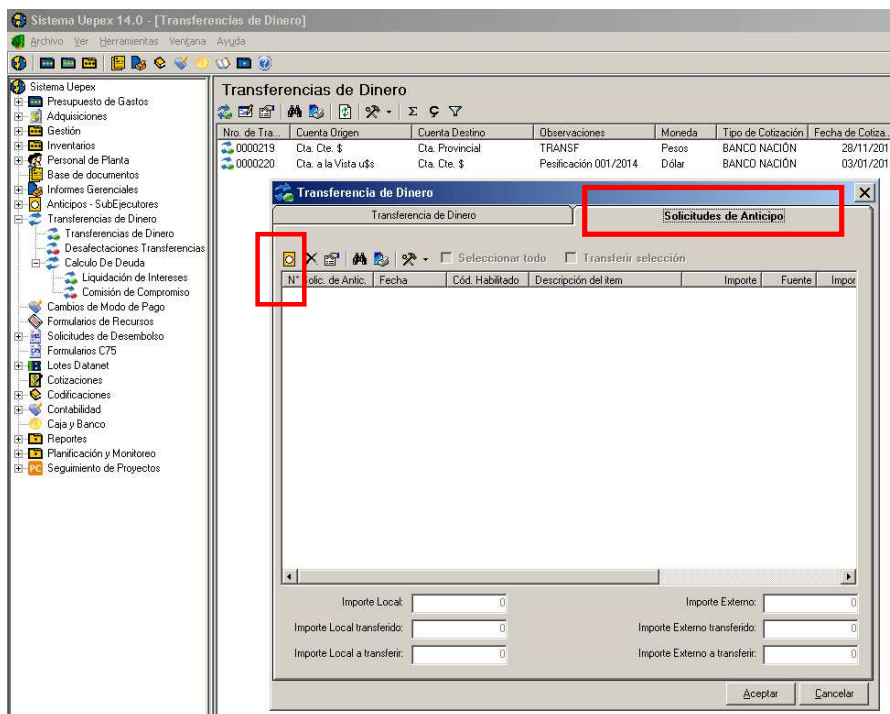 Sistema Uepex 14.0 - [Transferencias de Dinero]
Archivo Ver Herramientas Ventana Ayuda
Sistema Uepex
Presupuesto de Gastos
Adquisiciones
Gestión
Inventarios
Personal de Planta
Base de documentos
Informes Gerenciales
Anticipos - SubEjecutores
Transferencias de Dinero
Transferencias de Dinero
Desafectaciones Transferencias
Calculo De Deuda
Liquidación de Intereses
Comisión de Compromiso
Cambios de Modo de Pago
Formularios de Recursos
Solicitudes de Desembolso
Formularios C75
Lotes Datanet
Cotizaciones
Codificaciones
Contabilidad
Caja y Banco
Reportes
Planificación y Monitoreo
PC Seguimiento de Proyectos
Transferencias de Dinero
Nro. de Tra... Cuenta Origen Cuenta Destino Observaciones Moneda Tipo de Cotización Fecha de Cotiza..
0000219 Cta. Cte. $ Cta. Provincial TRANSF Pesos BANCO NACIÓN 28/11/201
0000220 Cta. a la Vista u$s Cta. Cte. $ Pesificación 001/2014 Dólar BANCO NACIÓN 03/01/201
Transferencia de Dinero
Transferencia de Dinero Solicitudes de Anticipo
Seleccionar todo Transferir selección
N° Solic. de Antic. Fecha Cód. Habilitado Descripción del item Importe Fuente Impor
Importe Local: 0 Importe Externo: 0
Importe Local transferido: 0 Importe Externo transferido: 0
Importe Local a transferir: 0 Importe Externo a transferir: 0
Aceptar Cancelar